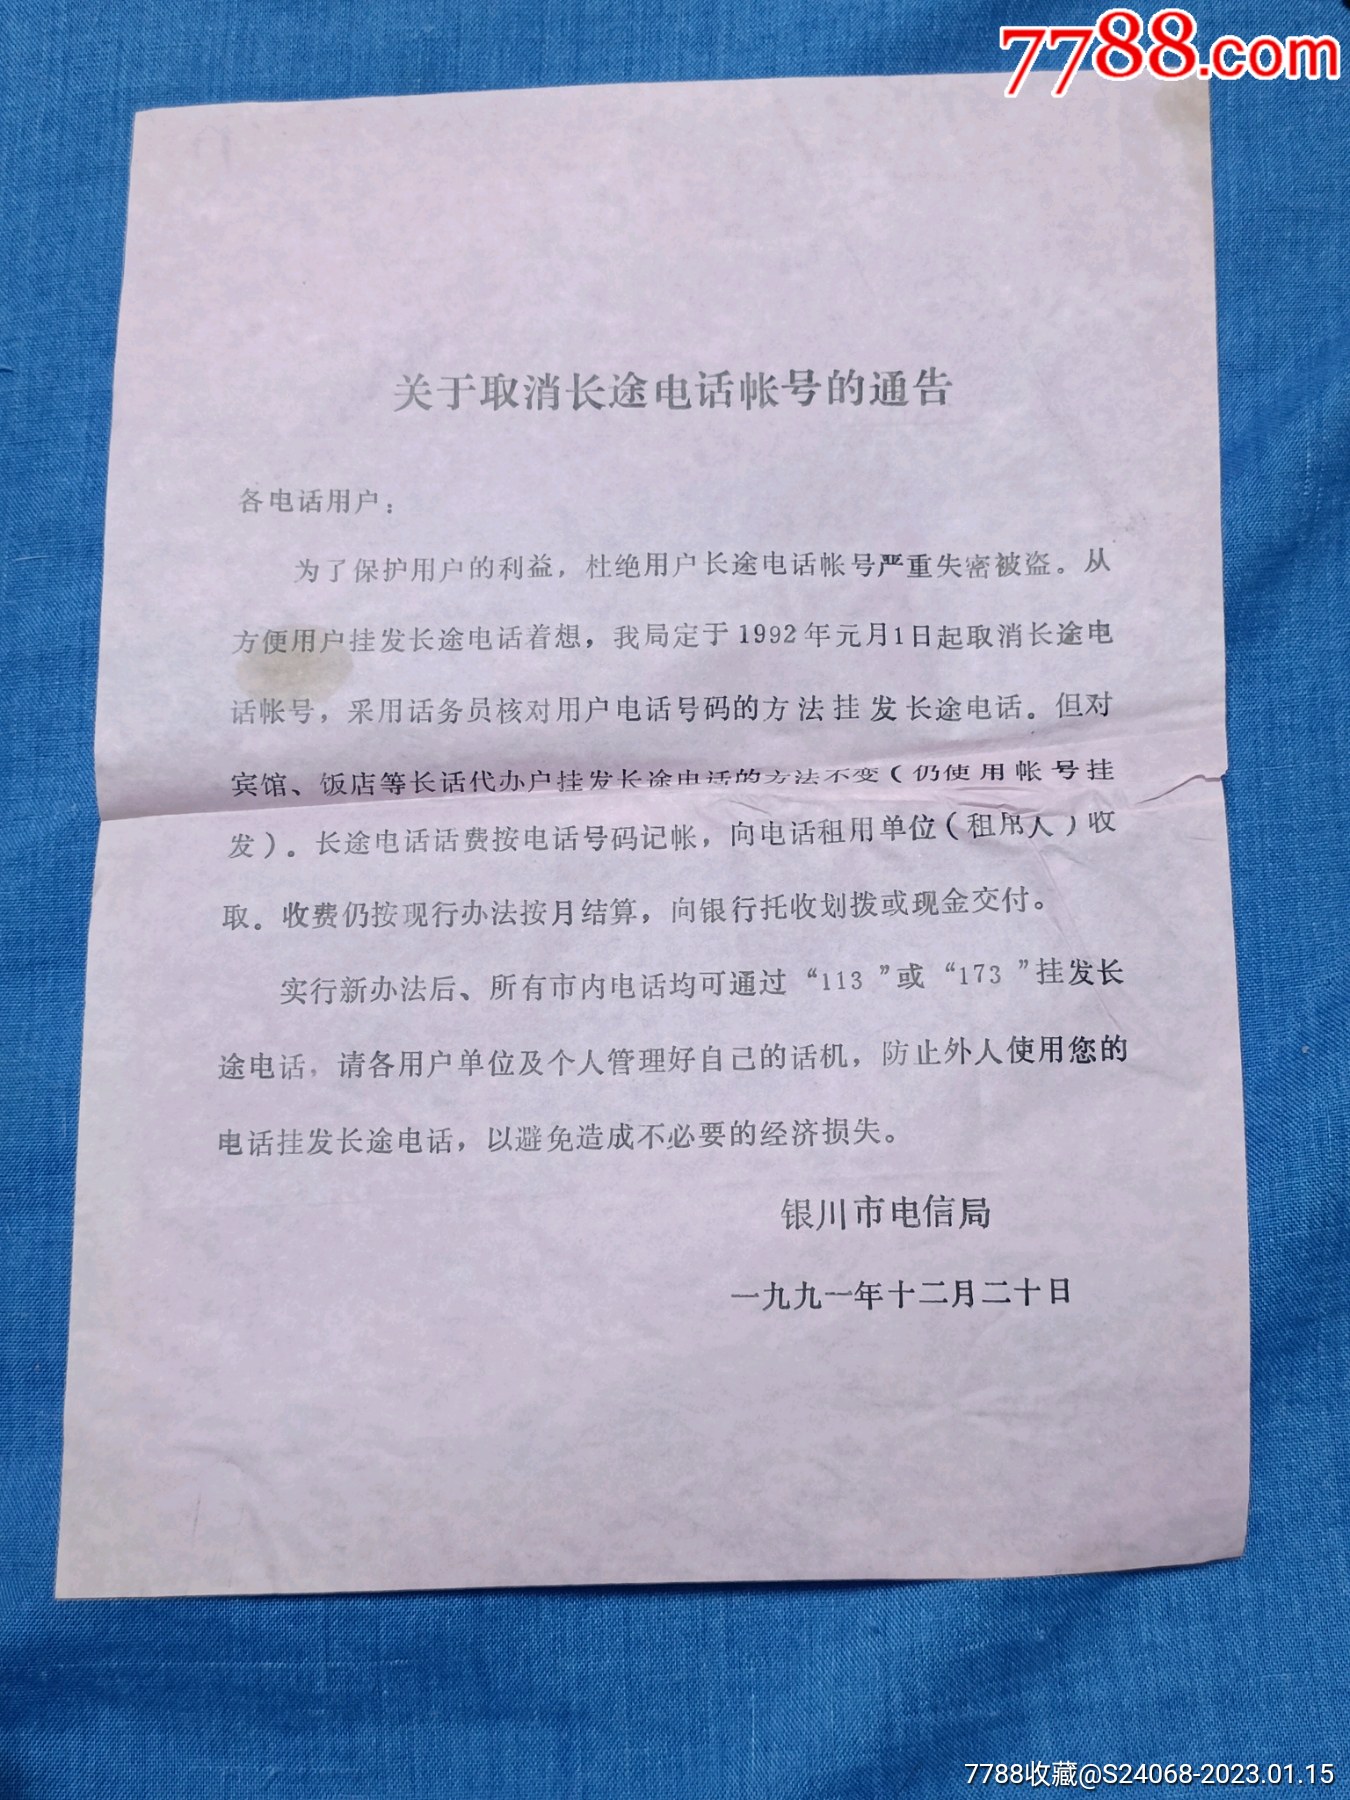 7788.com
关于取消长途电话帐号的通告
各电话用户：
为了保护用户的利益，杜绝用户长途电话帐号严重失密被盗。从
方便用户挂发长途电话着想，我局定于1992年元月1日起取消长途电
话帐号，采用话务员核对用户电话号码的方法挂发长途电话。但对
宾馆、饭店等长话代办户挂发长途电话的方法不变（仍使用帐号挂
发）。长途电话话费按电话号码记帐，向电话租用单位（租用人）收
取。收费仍按现行办法按月结算，向银行托收划拨或现金交付。
实行新办法后、所有市内电话均可通过“113”或“173”挂发长
途电话，请各用户单位及个人管理好自己的话机，防止外人使用您的
电话挂发长途电话，以避免造成不必要的经济损失。
银川市电信局
一九九一年十二月二十日
7788收藏@S24068-2023.01.15